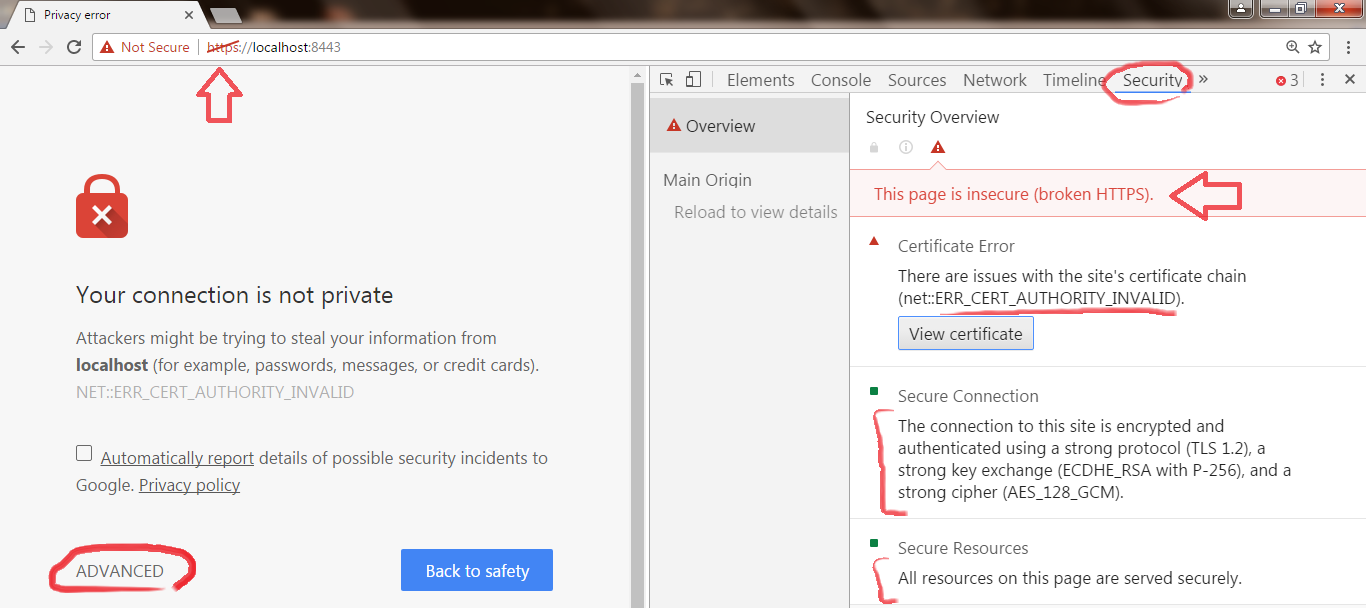 Privacy error
Not Secure https://localhost:8443
Elements Console Sources Network Timeline Security » 3
Your connection is not private
Attackers might be trying to steal your information from
localhost (for example, passwords, messages, or credit cards).
NET::ERR_CERT_AUTHORITY_INVALID
Automatically report details of possible security incidents to
Google. Privacy policy
ADVANCED
Back to safety
Overview
Main Origin
Reload to view details
Security Overview
This page is insecure (broken HTTPS).
Certificate Error
There are issues with the site's certificate chain
(net::ERR_CERT_AUTHORITY_INVALID).
View certificate
Secure Connection
The connection to this site is encrypted and
authenticated using a strong protocol (TLS 1.2), a
strong key exchange (ECDHE_RSA with P-256), and a
strong cipher (AES_128_GCM).
Secure Resources
All resources on this page are served securely.